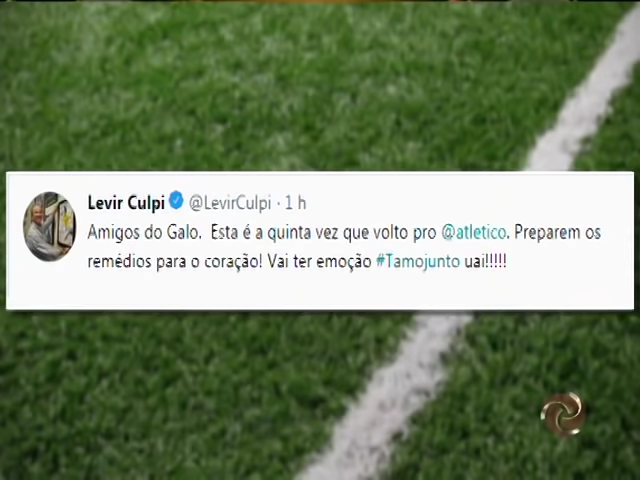 Levir Culpi @LevirCulpi · 1 h
Amigos do Galo. Esta é a quinta vez que volto pro @atletico. Preparem os
remédios para o coração! Vai ter emoção #Tamojunto uai!!!!!